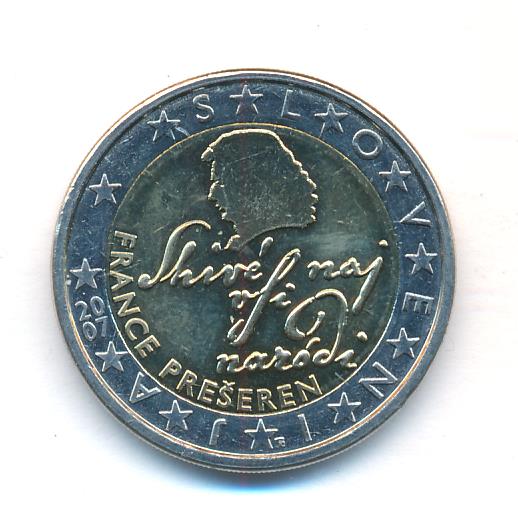 SLOVENIJA
2007
FRANCE PREŠEREN
Shivé naj
vſi
naródi